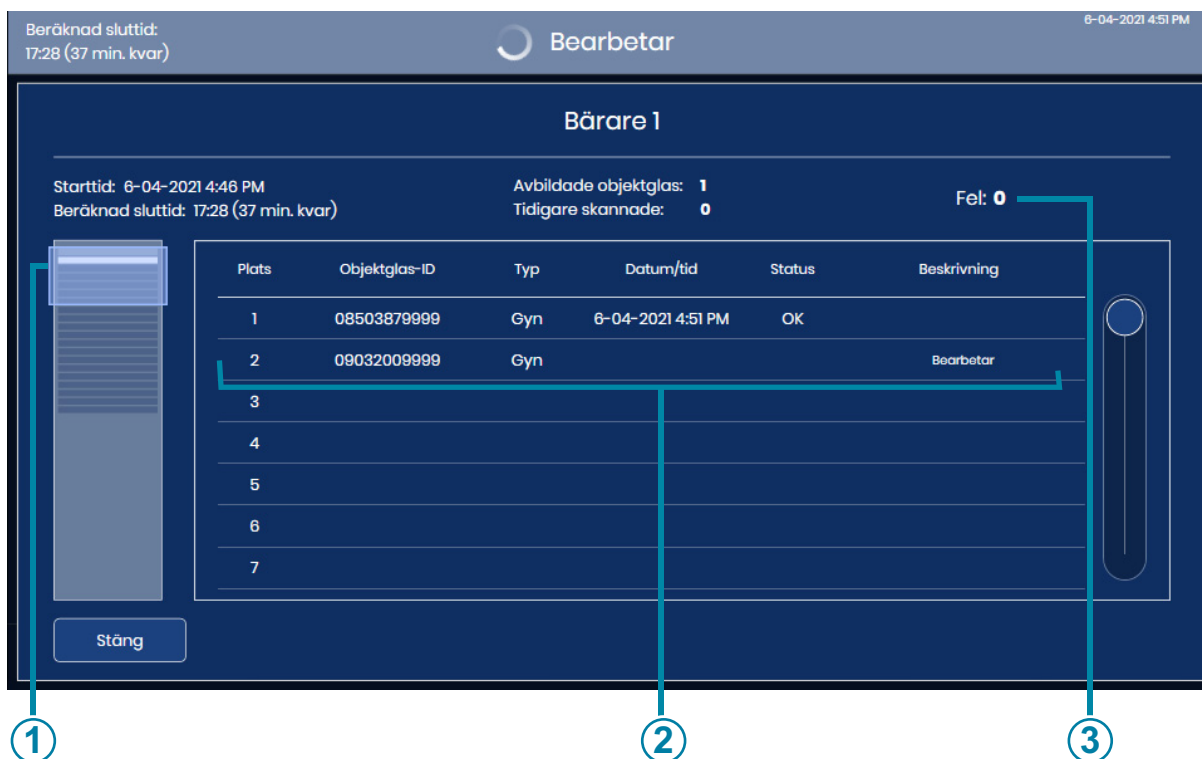 Beräknad sluttid:
17:28 (37 min. kvar)
Bearbetar
6-04-2021 4:51 PM
Bärare 1
Starttid: 6-04-2021 4:46 PM
Beräknad sluttid: 17:28 (37 min. kvar)
Avbildade objektglas: 1
Tidigare skannade: 0
Fel: 0
Plats Objektglas-ID Typ Datum/tid Status Beskrivning
1 08503879999 Gyn 6-04-2021 4:51 PM OK
2 09032009999 Gyn Bearbetar
3
4
5
6
7
Stäng
1 2 3